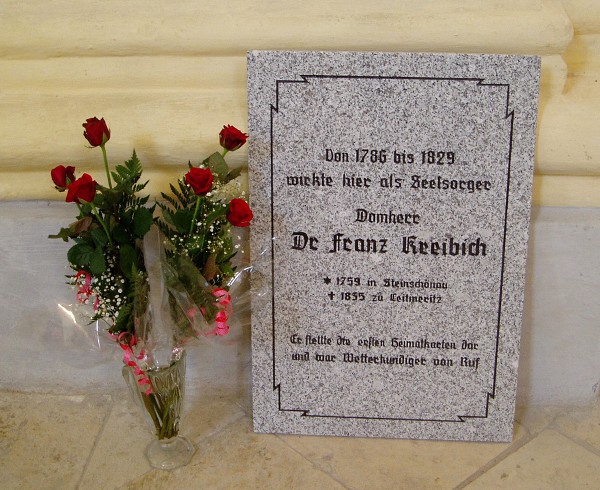 Von 1786 bis 1829
wirkte hier als Seelsorger
Domherr
Dr Franz Kreibich
* 1759 in Steinschönau
† 1835 zu Leitmeritz
Er stellte die ersten Heimatkarten dar
und war Wetterkundiger von Ruf